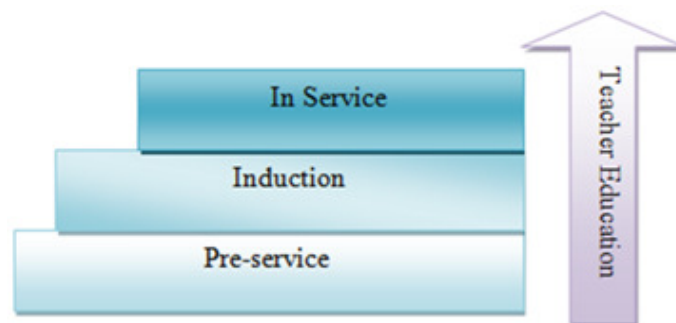 In Service
Induction
Pre-service
Teacher Education